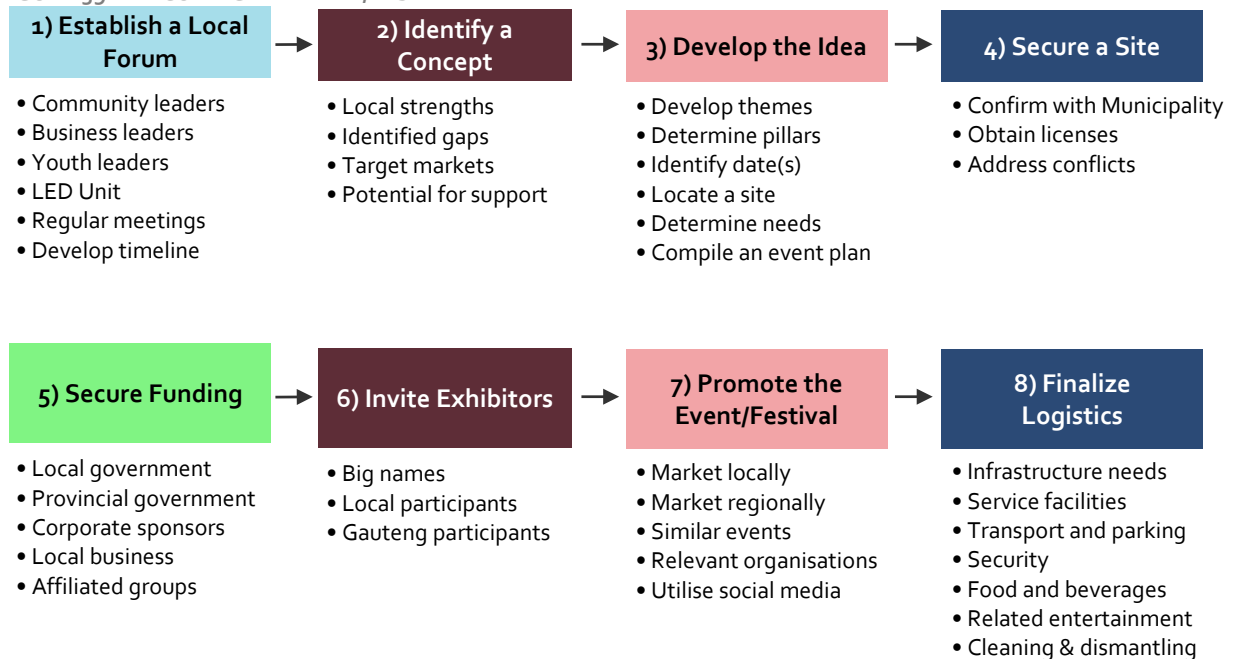 1) Establish a Local
Forum
2) Identify a
Concept
3) Develop the Idea
4) Secure a Site
• Community leaders
• Business leaders
• Youth leaders
• LED Unit
• Regular meetings
• Develop timeline
• Local strengths
• Identified gaps
• Target markets
• Potential for support
• Develop themes
• Determine pillars
• Identify date(s)
• Locate a site
• Determine needs
• Compile an event plan
• Confirm with Municipality
• Obtain licenses
• Address conflicts
5) Secure Funding
6) Invite Exhibitors
7) Promote the
Event/Festival
8) Finalize
Logistics
• Local government
• Provincial government
• Corporate sponsors
• Local business
• Affiliated groups
• Big names
• Local participants
• Gauteng participants
• Market locally
• Market regionally
• Similar events
• Relevant organisations
• Utilise social media
• Infrastructure needs
• Service facilities
• Transport and parking
• Security
• Food and beverages
• Related entertainment
• Cleaning & dismantling